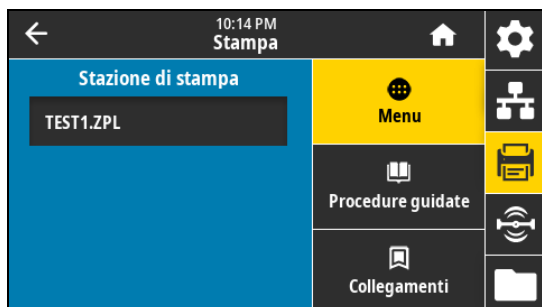 10:14 PM
Stampa
Stazione di stampa
TEST1.ZPL
Menu
Procedure guidate
Collegamenti